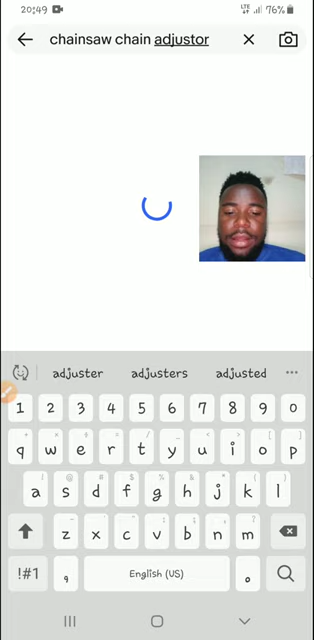 20:49
LTE 76%
chainsaw chain adjustor
adjuster adjusters adjusted ...
1 2 3 4 5 6 7 8 9 0
q w e r t y u i o p
a s d f g h j k l
z x c v b n m
!#1 , English (US) .